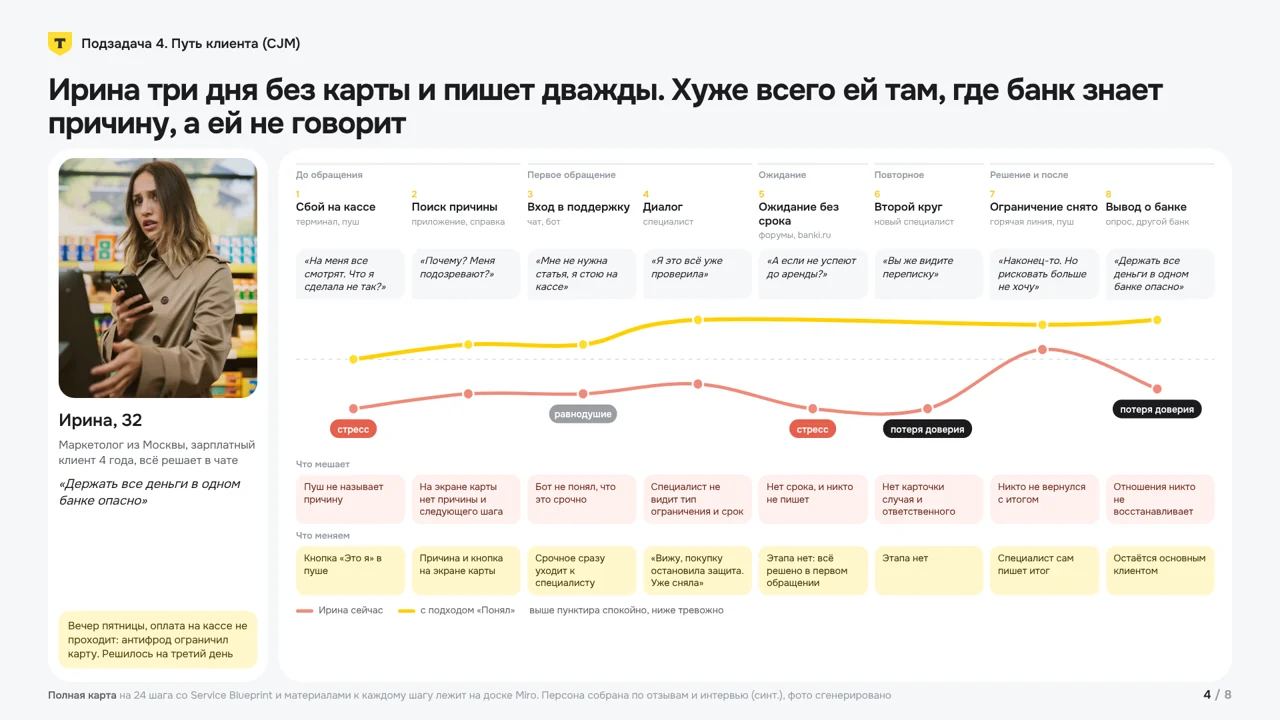 Т Подзадача 4. Путь клиента (CJM)
Ирина три дня без карты и пишет дважды. Хуже всего ей там, где банк знает
причину, а ей не говорит
Ирина, 32
Маркетолог из Москвы, зарплатный
клиент 4 года, всё решает в чате
«Держать все деньги в одном
банке опасно»
Вечер пятницы, оплата на кассе не
проходит: антифрод ограничил
карту. Решилось на третий день
До обращения
Первое обращение
Ожидание
Повторное
Решение и после
1
Сбой на кассе
терминал, пуш
2
Поиск причины
приложение, справка
3
Вход в поддержку
чат, бот
4
Диалог
специалист
5
Ожидание без
срока
форумы, banki.ru
6
Второй круг
новый специалист
7
Ограничение снято
горячая линия, пуш
8
Вывод о банке
опрос, другой банк
«На меня все
смотрят. Что я
сделала не так?»
«Почему? Меня
подозревают?»
«Мне не нужна
статья, я стою на
кассе»
«Я это всё уже
проверила»
«А если не успеют
до аренды?»
«Вы же видите
переписку»
«Наконец-то. Но
рисковать больше
не хочу»
«Держать все
деньги в одном
банке опасно»
стресс
равнодушие
стресс
потеря доверия
потеря доверия
Что мешает
Пуш не называет
причину
На экране карты
нет причины и
следующего шага
Бот не понял, что
это срочно
Специалист не
видит тип
ограничения и срок
Нет срока, и никто
не пишет
Нет карточки
случая и
ответственного
Никто не вернулся
с итогом
Отношения никто
не
восстанавливает
Что меняем
Кнопка «Это я» в
пуше
Причина и кнопка
на экране карты
Срочное сразу
уходит к
специалисту
«Вижу, покупку
остановила защита.
Уже сняла»
Этапа нет: всё
решено в первом
обращении
Этапа нет
Специалист сам
пишет итог
Остаётся основным
клиентом
Ирина сейчас
с подходом «Понял»
выше пунктира спокойно, ниже тревожно
Полная карта на 24 шага со Service Blueprint и материалами к каждому шагу лежит на доске Miro. Персона собрана по отзывам и интервью (синт.), фото сгенерировано
4 / 8